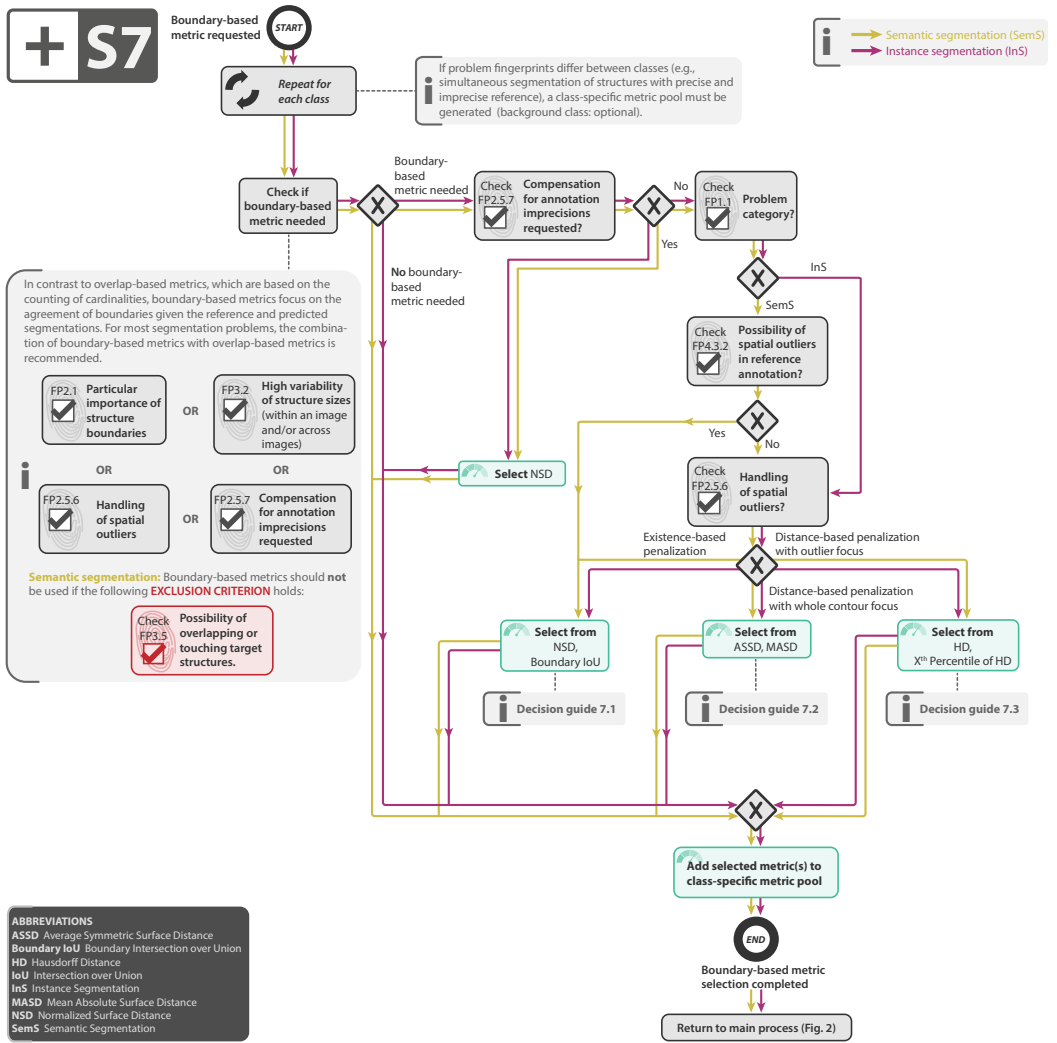 + S7
Boundary-based
metric requested
START
Semantic segmentation (SemS)
Instance segmentation (InS)
Repeat for
each class
If problem fingerprints differ between classes (e.g.,
simultaneous segmentation of structures with precise and
imprecise reference), a class-specific metric pool must be
generated (background class: optional).
Check if
boundary-based
metric needed
X
Boundary-
based
metric needed
Check
FP2.5.7
Compensation
for annotation
imprecisions
requested?
X
No
Yes
Check
FP1.1
Problem
category?
No boundary-
based
metric needed
X
InS
SemS
Check
FP4.3.2
Possibility of
spatial outliers
in reference
annotation?
X
Yes
No
Select NSD
Check
FP2.5.6
Handling
of spatial
outliers?
In contrast to overlap-based metrics, which are based on the
counting of cardinalities, boundary-based metrics focus on the
agreement of boundaries given the reference and predicted
segmentations. For most segmentation problems, the combina-
tion of boundary-based metrics with overlap-based metrics is
recommended.
FP2.1
Particular
importance of
structure
boundaries
OR
FP3.2
High variability
of structure sizes
(within an image
and/or across
images)
OR
OR
FP2.5.6
Handling
of spatial
outliers
OR
FP2.5.7
Compensation
for annotation
imprecisions
requested
Semantic segmentation: Boundary-based metrics should not
be used if the following EXCLUSION CRITERION holds:
Check
FP3.5
Possibility of
overlapping or
touching target
structures.
Existence-based
penalization
Distance-based penalization
with outlier focus
X
Distance-based penalization
with whole contour focus
Select from
NSD,
Boundary IoU
Select from
ASSD, MASD
Select from
HD,
Xth Percentile of HD
Decision guide 7.1
Decision guide 7.2
Decision guide 7.3
X
Add selected metric(s) to
class-specific metric pool
END
Boundary-based metric
selection completed
Return to main process (Fig. 2)
ABBREVIATIONS
ASSD Average Symmetric Surface Distance
Boundary IoU Boundary Intersection over Union
HD Hausdorff Distance
IoU Intersection over Union
InS Instance Segmentation
MASD Mean Absolute Surface Distance
NSD Normalized Surface Distance
SemS Semantic Segmentation